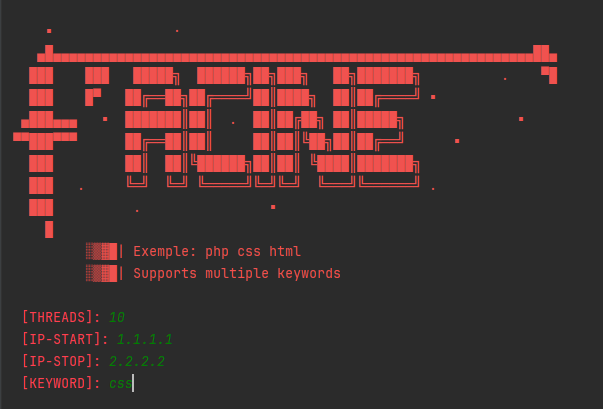 ACINE
| Exemple: php css html
| Supports multiple keywords
[THREADS]: 10
[IP-START]: 1.1.1.1
[IP-STOP]: 2.2.2.2
[KEYWORD]: css